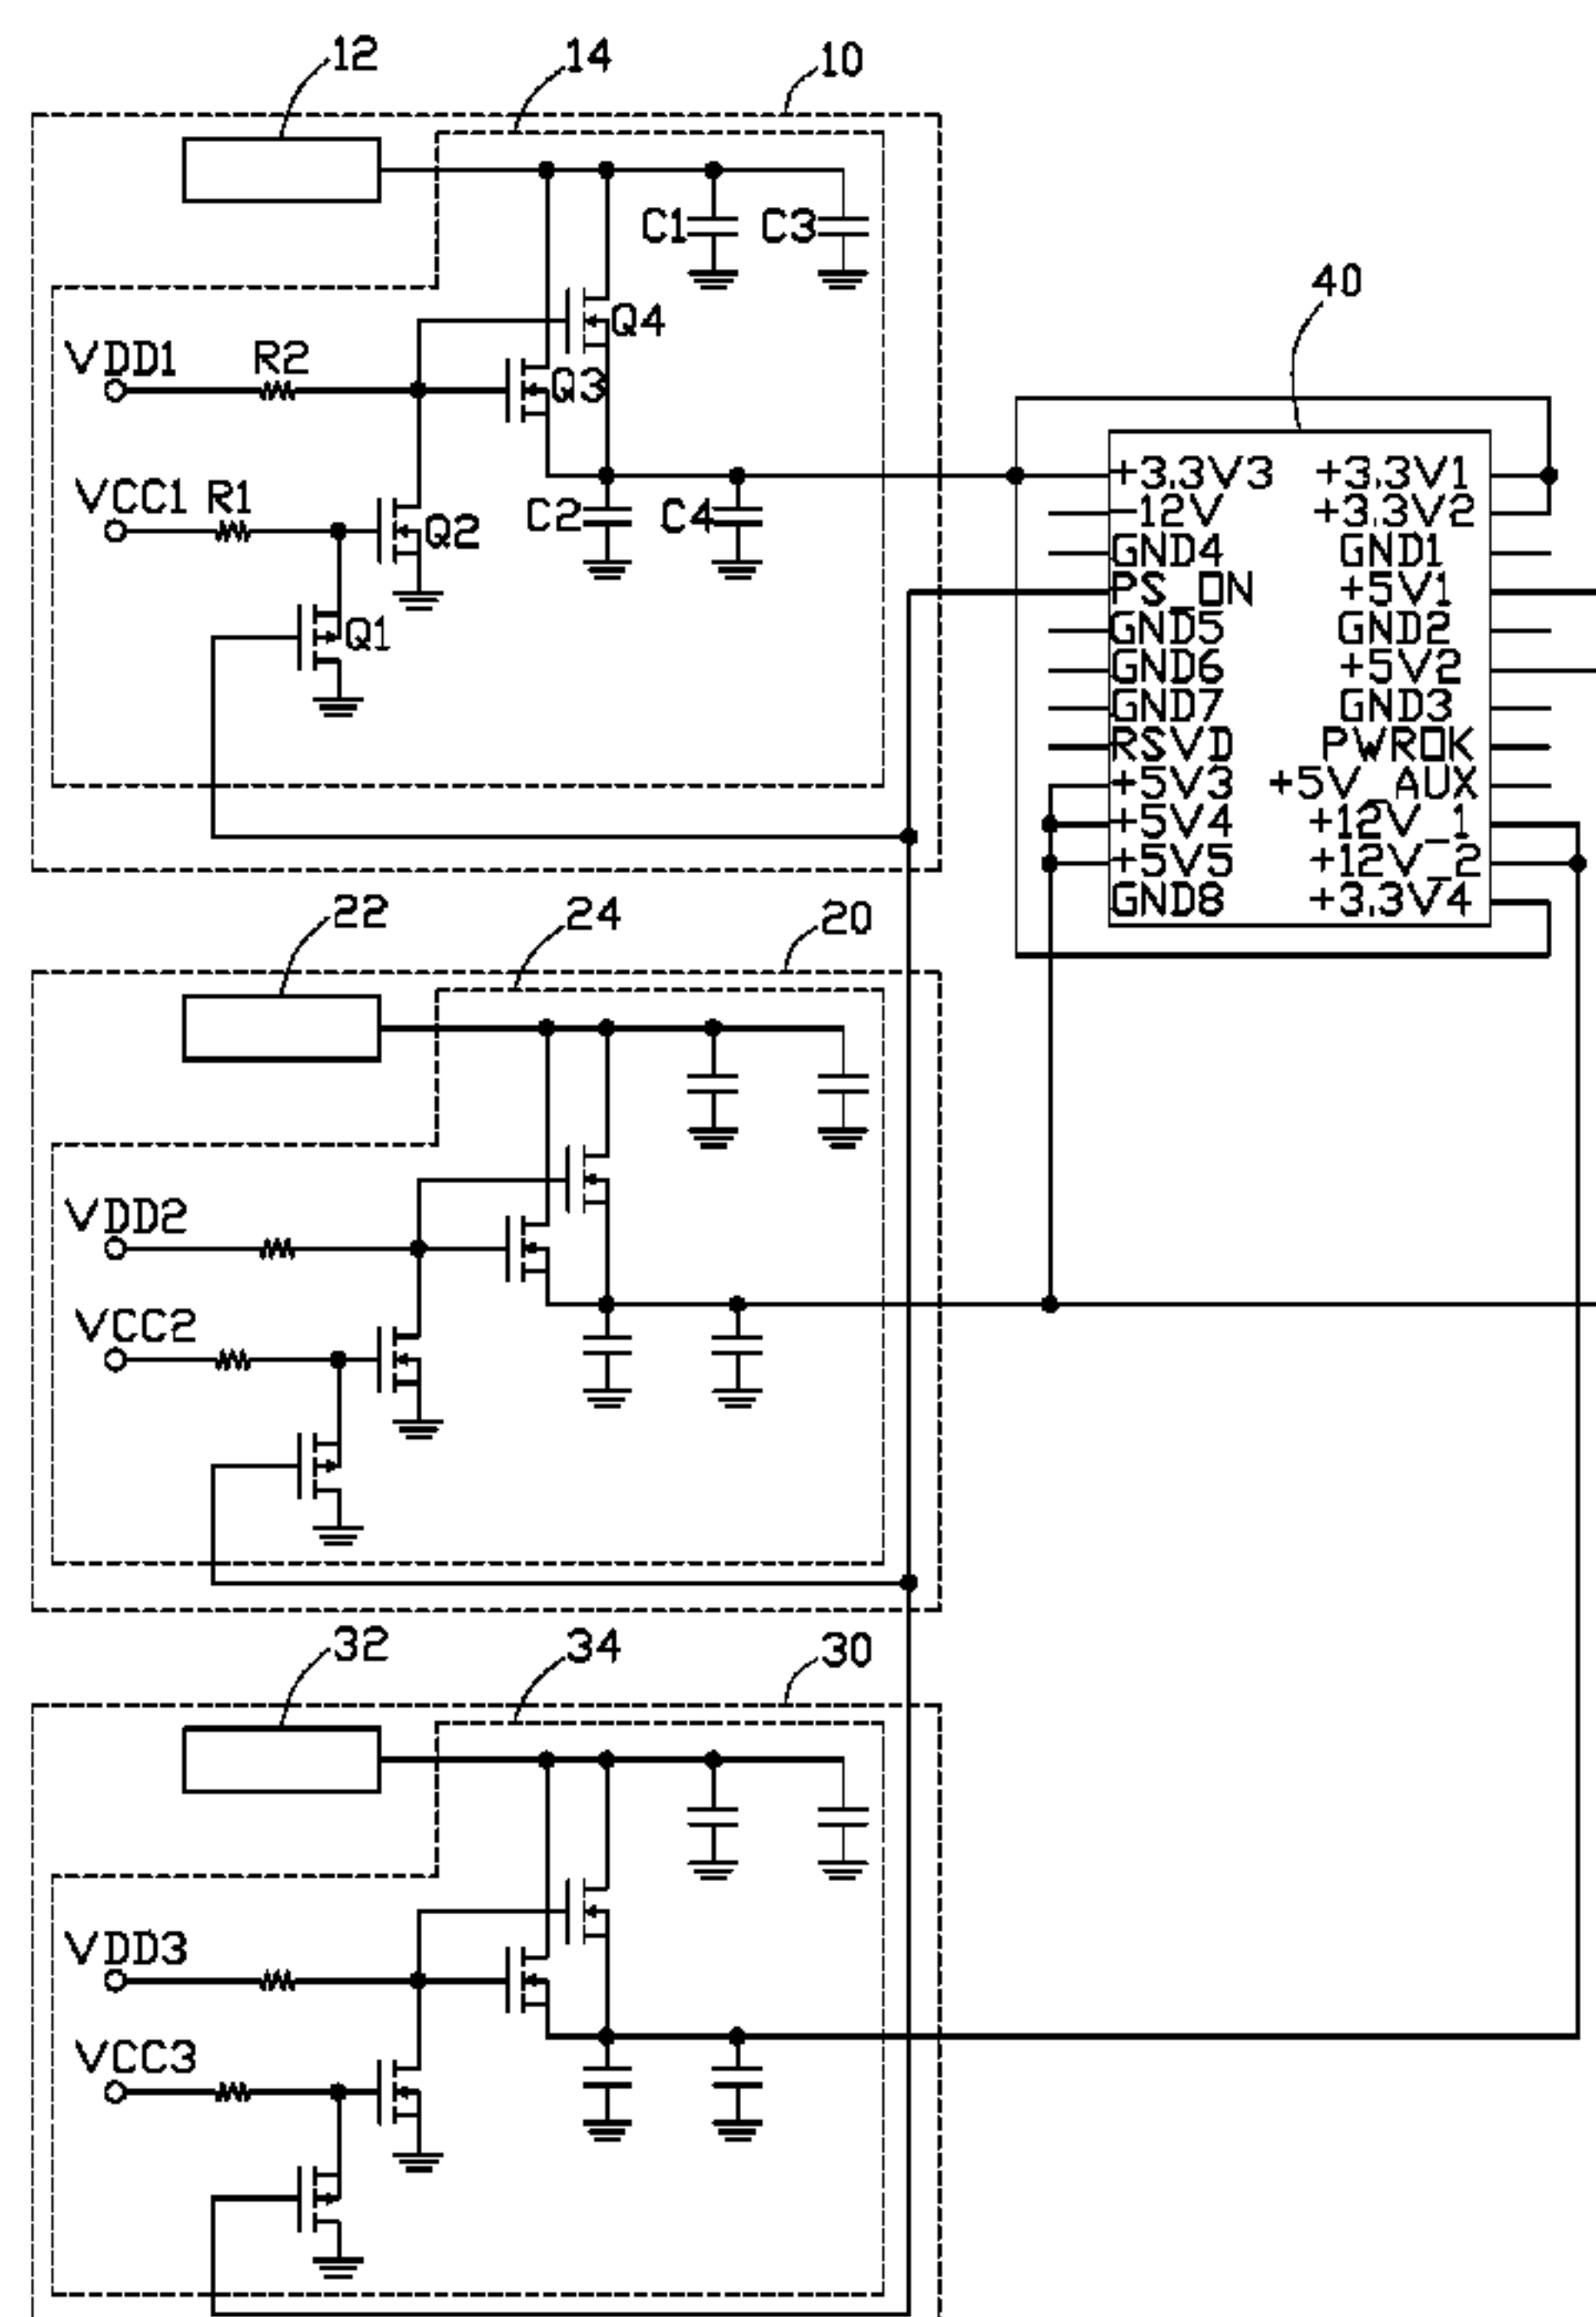 12 14 10
C1 C3
Q4
VDD1 R2
Q3
VCC1 R1
Q2
C2 C4
Q1
40
+3.3V3 +3.3V1
-12V +3.3V2
GND4 GND1
PS_ON +5V1
GND5 GND2
GND6 +5V2
GND7 GND3
RSVD PWROK
+5V3 +5V_AUX
+5V4 +12V_1
+5V5 +12V_2
GND8 +3.3V4
22 24 20
VDD2
VCC2
32 34 30
VDD3
VCC3